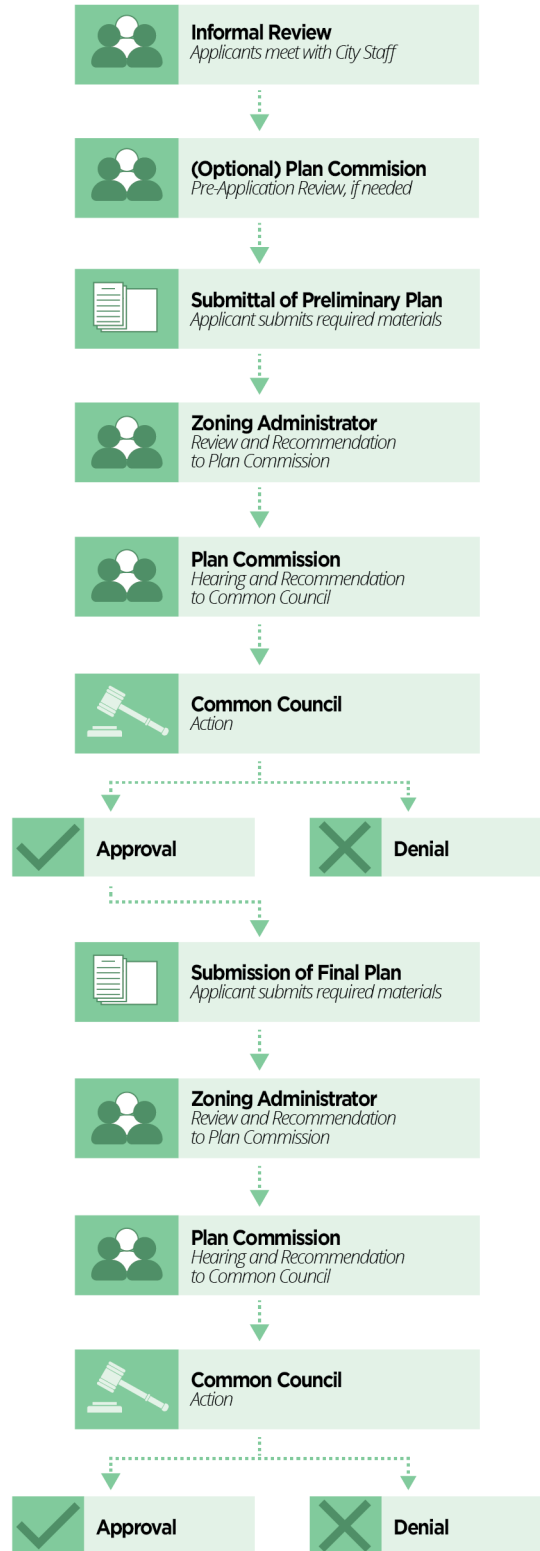 Informal Review
Applicants meet with City Staff
(Optional) Plan Commision
Pre-Application Review, if needed
Submittal of Preliminary Plan
Applicant submits required materials
Zoning Administrator
Review and Recommendation
to Plan Commission
Plan Commission
Hearing and Recommendation
to Common Council
Common Council
Action
Approval
Denial
Submission of Final Plan
Applicant submits required materials
Zoning Administrator
Review and Recommendation
to Plan Commission
Plan Commission
Hearing and Recommendation
to Common Council
Common Council
Action
Approval
Denial